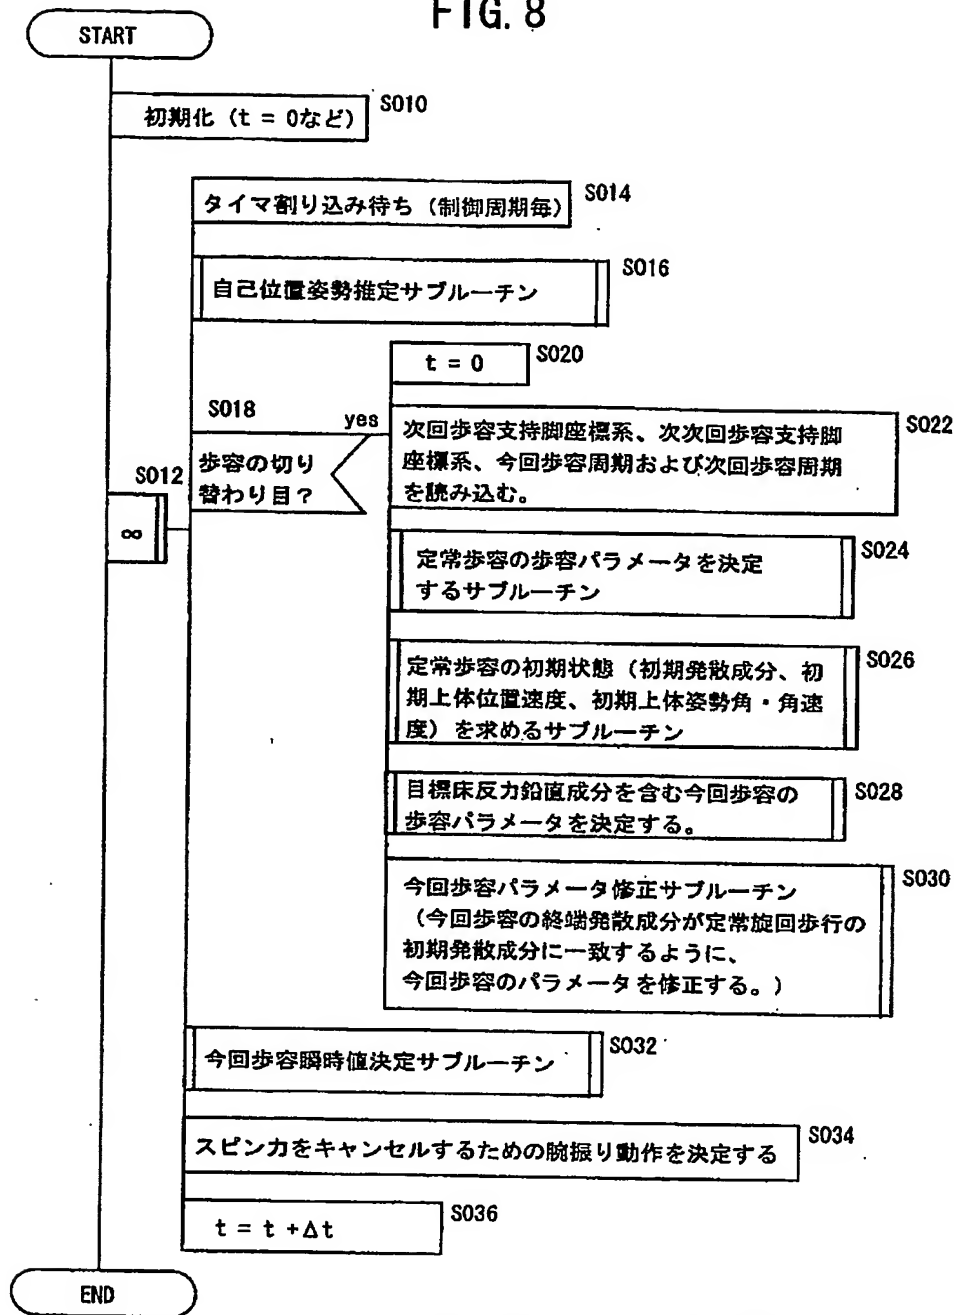 FIG. 8
START
初期化 (t = 0など)
S010
タイマ割り込み待ち (制御周期毎)
S014
自己位置姿勢推定サブルーチン
S016
t = 0
S020
S018
yes
歩容の切り
替わり目?
S012
∞
次回歩容支持脚座標系、次次回歩容支持脚
座標系、今回歩容周期および次回歩容周期
を読み込む。
S022
定常歩容の歩容パラメータを決定
するサブルーチン
S024
定常歩容の初期状態 (初期発散成分、初
期上体位置速度、初期上体姿勢角・角速
度) を求めるサブルーチン
S026
目標床反力鉛直成分を含む今回歩容の
歩容パラメータを決定する。
S028
今回歩容パラメータ修正サブルーチン
(今回歩容の終端発散成分が定常旋回歩行の
初期発散成分に一致するように、
今回歩容のパラメータを修正する。)
S030
今回歩容瞬時値決定サブルーチン
S032
スピン力をキャンセルするための腕振り動作を決定する
S034
t = t +Δt
S036
END